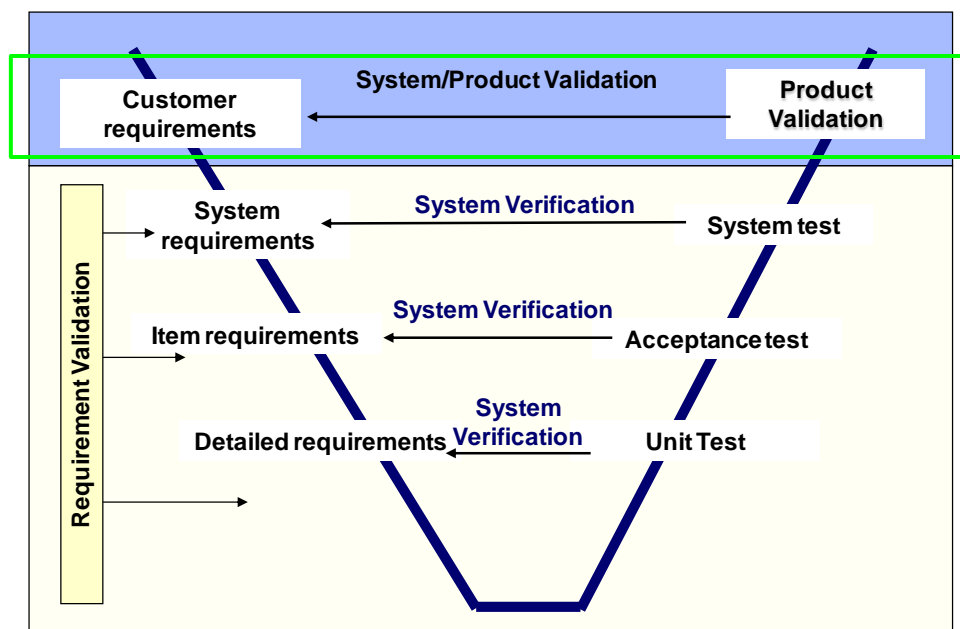 System/Product Validation
Customer
requirements
Product
Validation
System
requirements
System Verification
System test
Item requirements
System Verification
Acceptance test
Detailed requirements
System
Verification
Unit Test
Requirement Validation